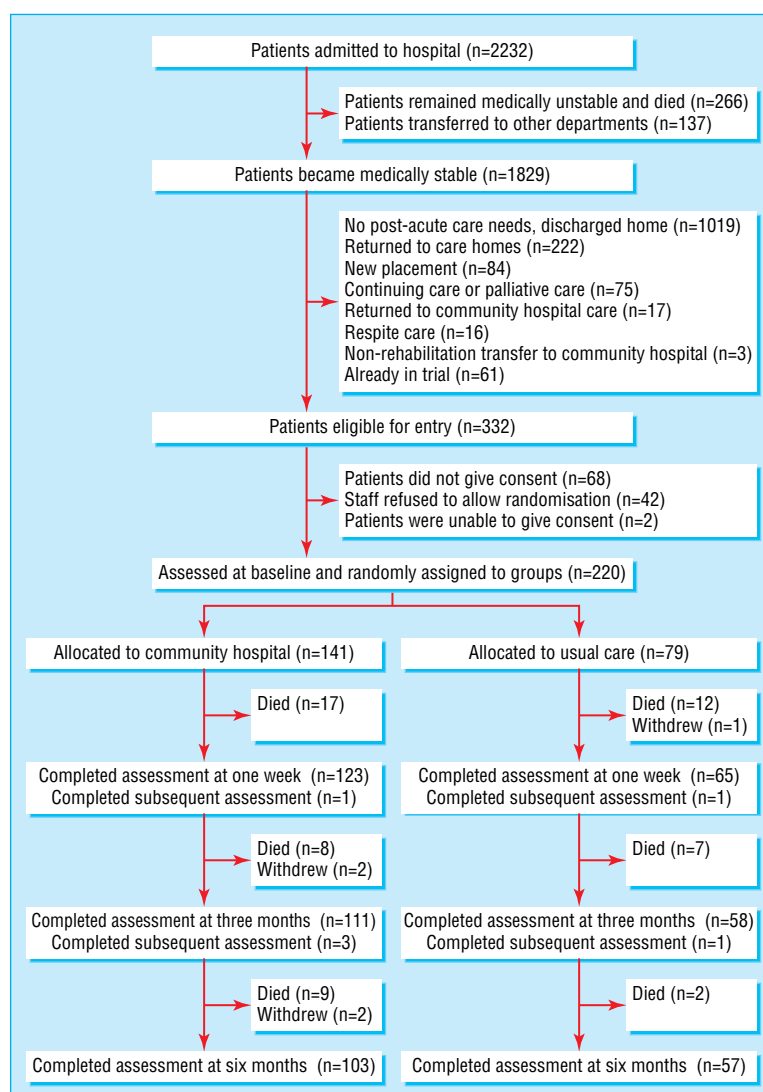 Patients admitted to hospital (n=2232)
Patients remained medically unstable and died (n=266)
Patients transferred to other departments (n=137)
Patients became medically stable (n=1829)
No post-acute care needs, discharged home (n=1019)
Returned to care homes (n=222)
New placement (n=84)
Continuing care or palliative care (n=75)
Returned to community hospital care (n=17)
Respite care (n=16)
Non-rehabilitation transfer to community hospital (n=3)
Already in trial (n=61)
Patients eligible for entry (n=332)
Patients did not give consent (n=68)
Staff refused to allow randomisation (n=42)
Patients were unable to give consent (n=2)
Assessed at baseline and randomly assigned to groups (n=220)
Allocated to community hospital (n=141)
Allocated to usual care (n=79)
Died (n=17)
Died (n=12)
Withdrew (n=1)
Completed assessment at one week (n=123)
Completed subsequent assessment (n=1)
Completed assessment at one week (n=65)
Completed subsequent assessment (n=1)
Died (n=8)
Withdrew (n=2)
Died (n=7)
Completed assessment at three months (n=111)
Completed subsequent assessment (n=3)
Completed assessment at three months (n=58)
Completed subsequent assessment (n=1)
Died (n=9)
Withdrew (n=2)
Died (n=2)
Completed assessment at six months (n=103)
Completed assessment at six months (n=57)